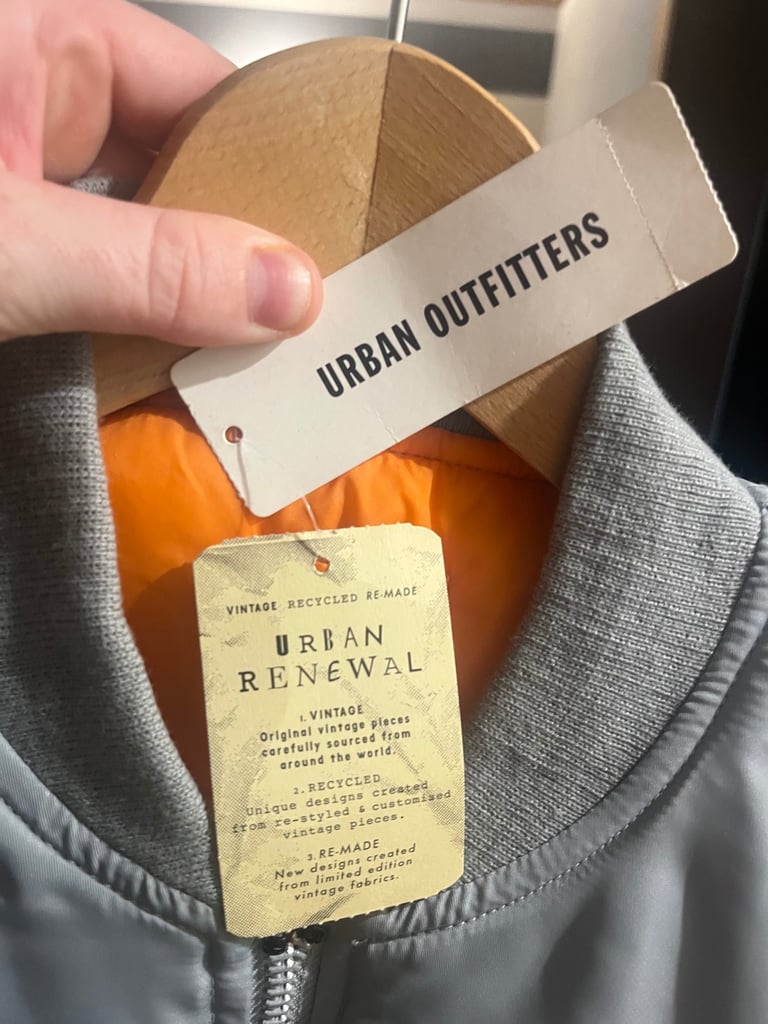 URBAN OUTFITTERS
VINTAGE RECYCLED RE-MADE
URBAN
RENEWAL
1. VINTAGE
Original vintage pieces
carefully sourced from
around the world.
2. RECYCLED
Unique designs created
from re-styled & customised
vintage pieces.
3. RE-MADE
New designs created
from limited edition
vintage fabrics.